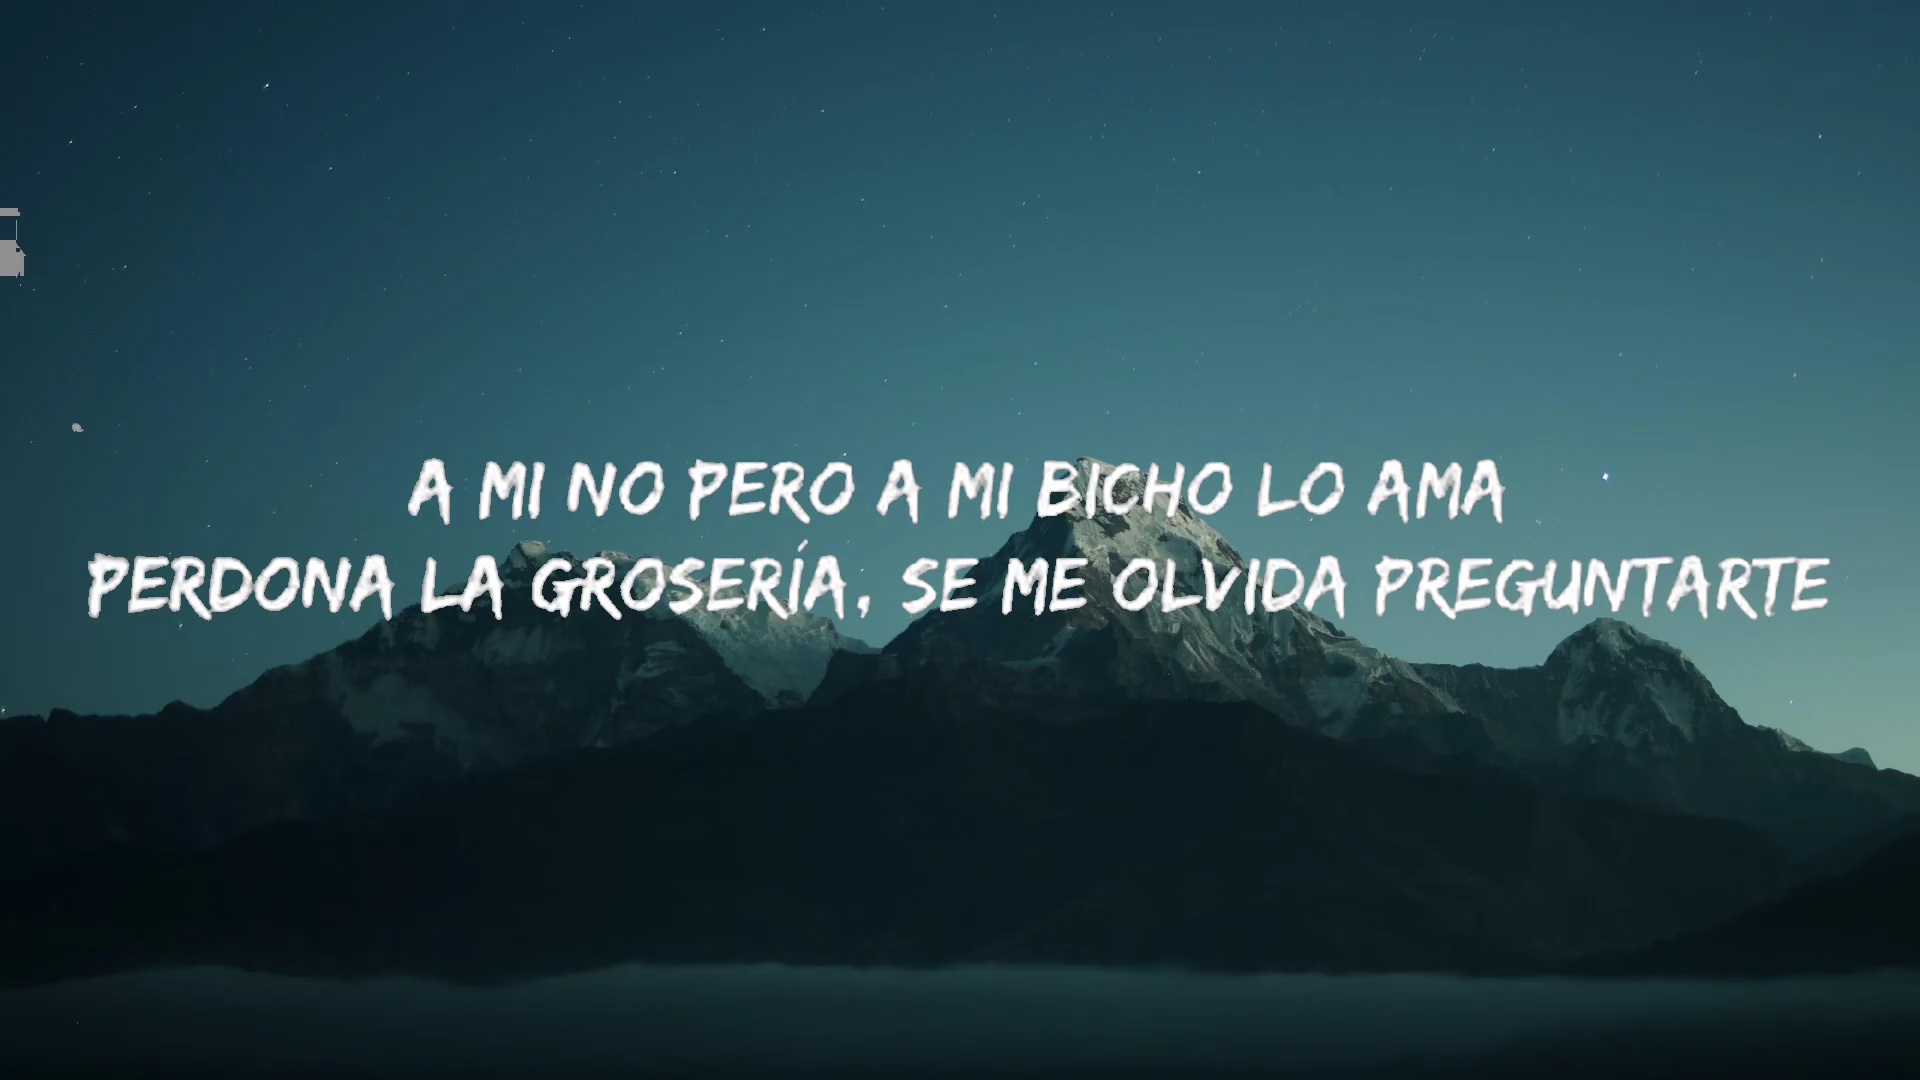 A MI NO PERO A MI BICHO LO AMA
PERDONA LA GROSERÍA, SE ME OLVIDA PREGUNTARTE